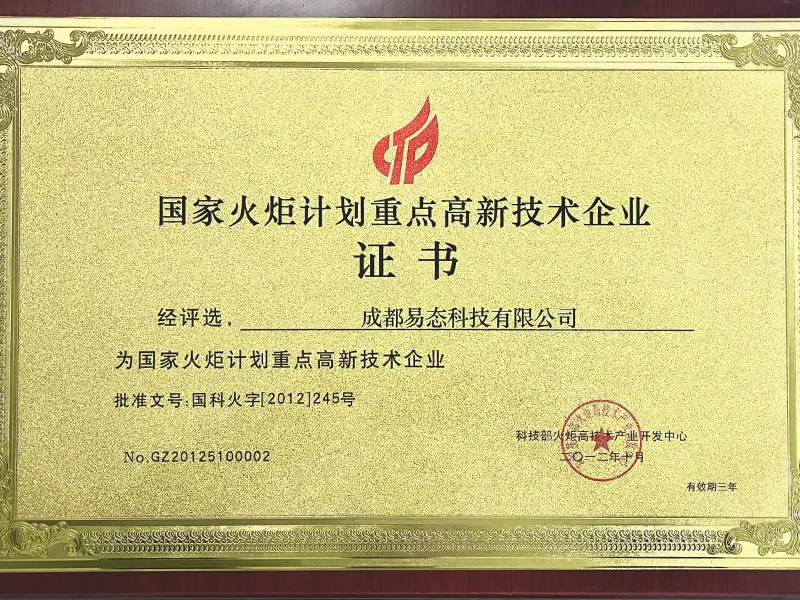 国家火炬计划重点高新技术企业
证书
经评选，成都易态科技有限公司
为国家火炬计划重点高新技术企业
批准文号:国科火字[2012]245号
科技部火炬高技术产业开发中心
No.GZ20125100002
二〇一二年十月
有效期三年